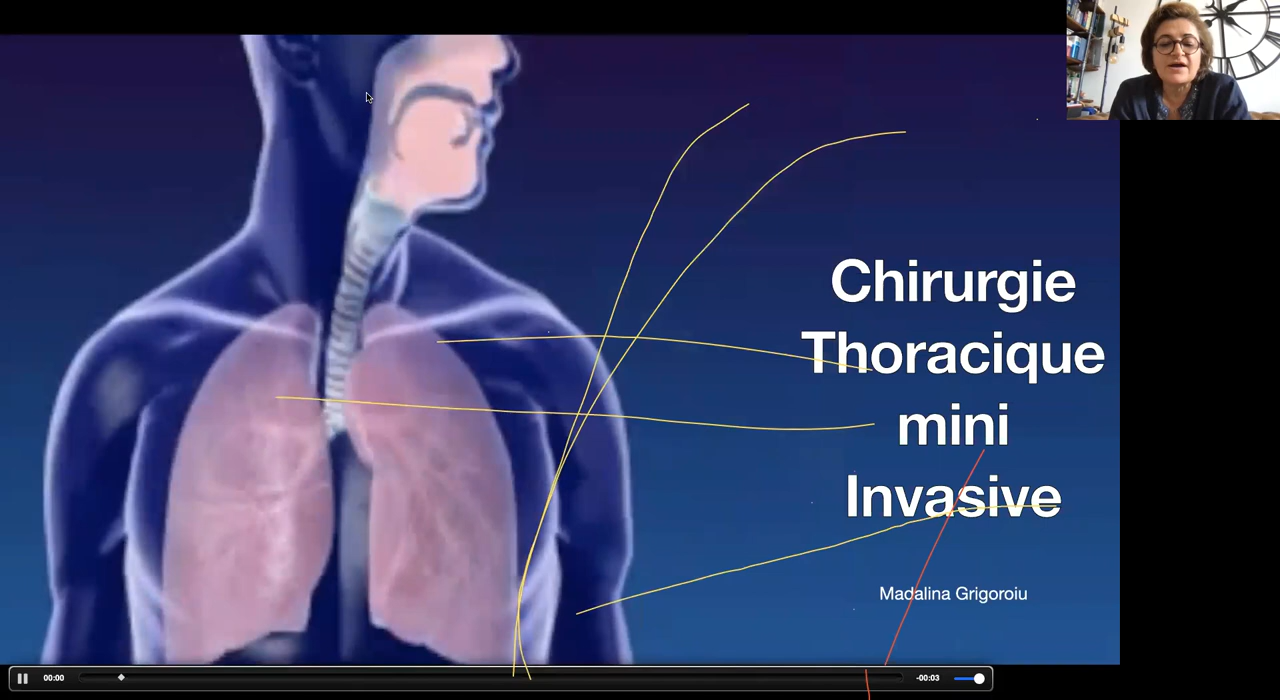 Chirurgie
Thoracique
mini
Invasive
Madalina Grigoroiu
00:00
-00:03